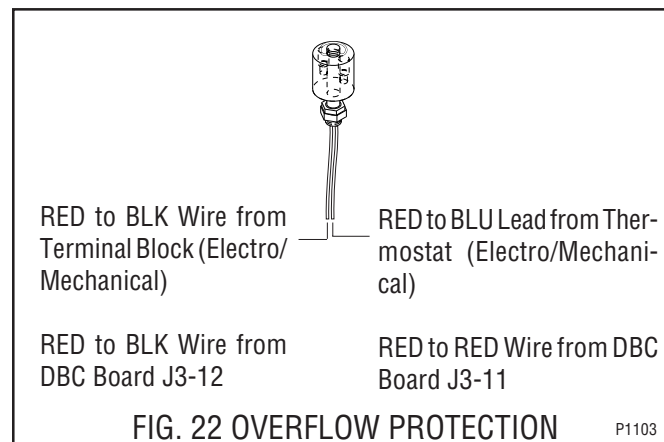 RED to BLK Wire from
Terminal Block (Electro/
Mechanical)
RED to BLU Lead from Ther-
mostat (Electro/Mechani-
cal)
RED to BLK Wire from
DBC Board J3-12
RED to RED Wire from DBC
Board J3-11
FIG. 22 OVERFLOW PROTECTION
P1103